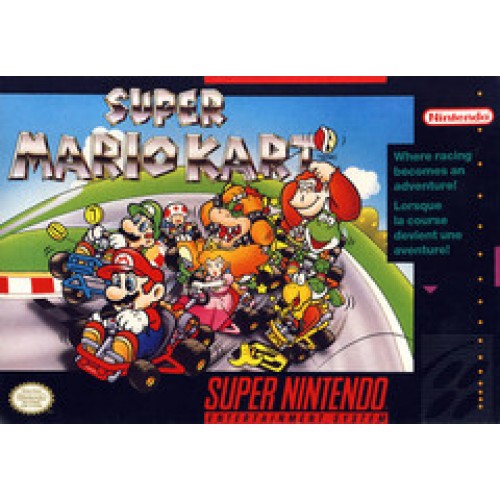 SUPER
MARIO KART
Nintendo
Where racing
becomes an
adventure!
Lorsque
la course
devient une
aventure!
SUPER NINTENDO
ENTERTAINMENT SYSTEM
Nintendo